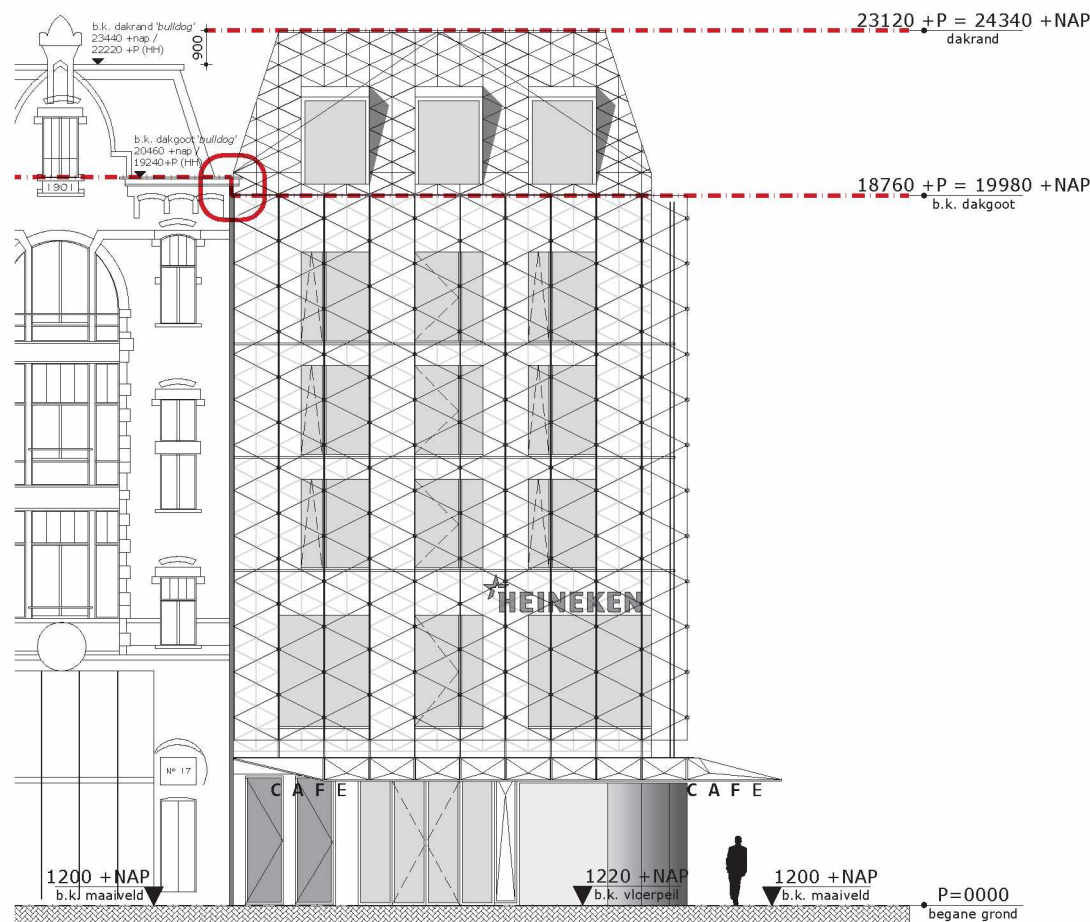 23120 +P = 24340 +NAP
dakrand
b.k. dakrand 'bulldog'
23440 +nap /
22220 +P (HH)
900
b.k. dakgoot 'bulldog'
20460 +nap /
19240+P (HH)
1901
18760 +P = 19980 +NAP
b.k. dakgoot
HEINEKEN
Nº 17
CAFE
CAFE
1200 +NAP
b.k. maaiveld
1220 +NAP
b.k. vloerpeil
1200 +NAP
b.k. maaiveld
P=0000
begane grond